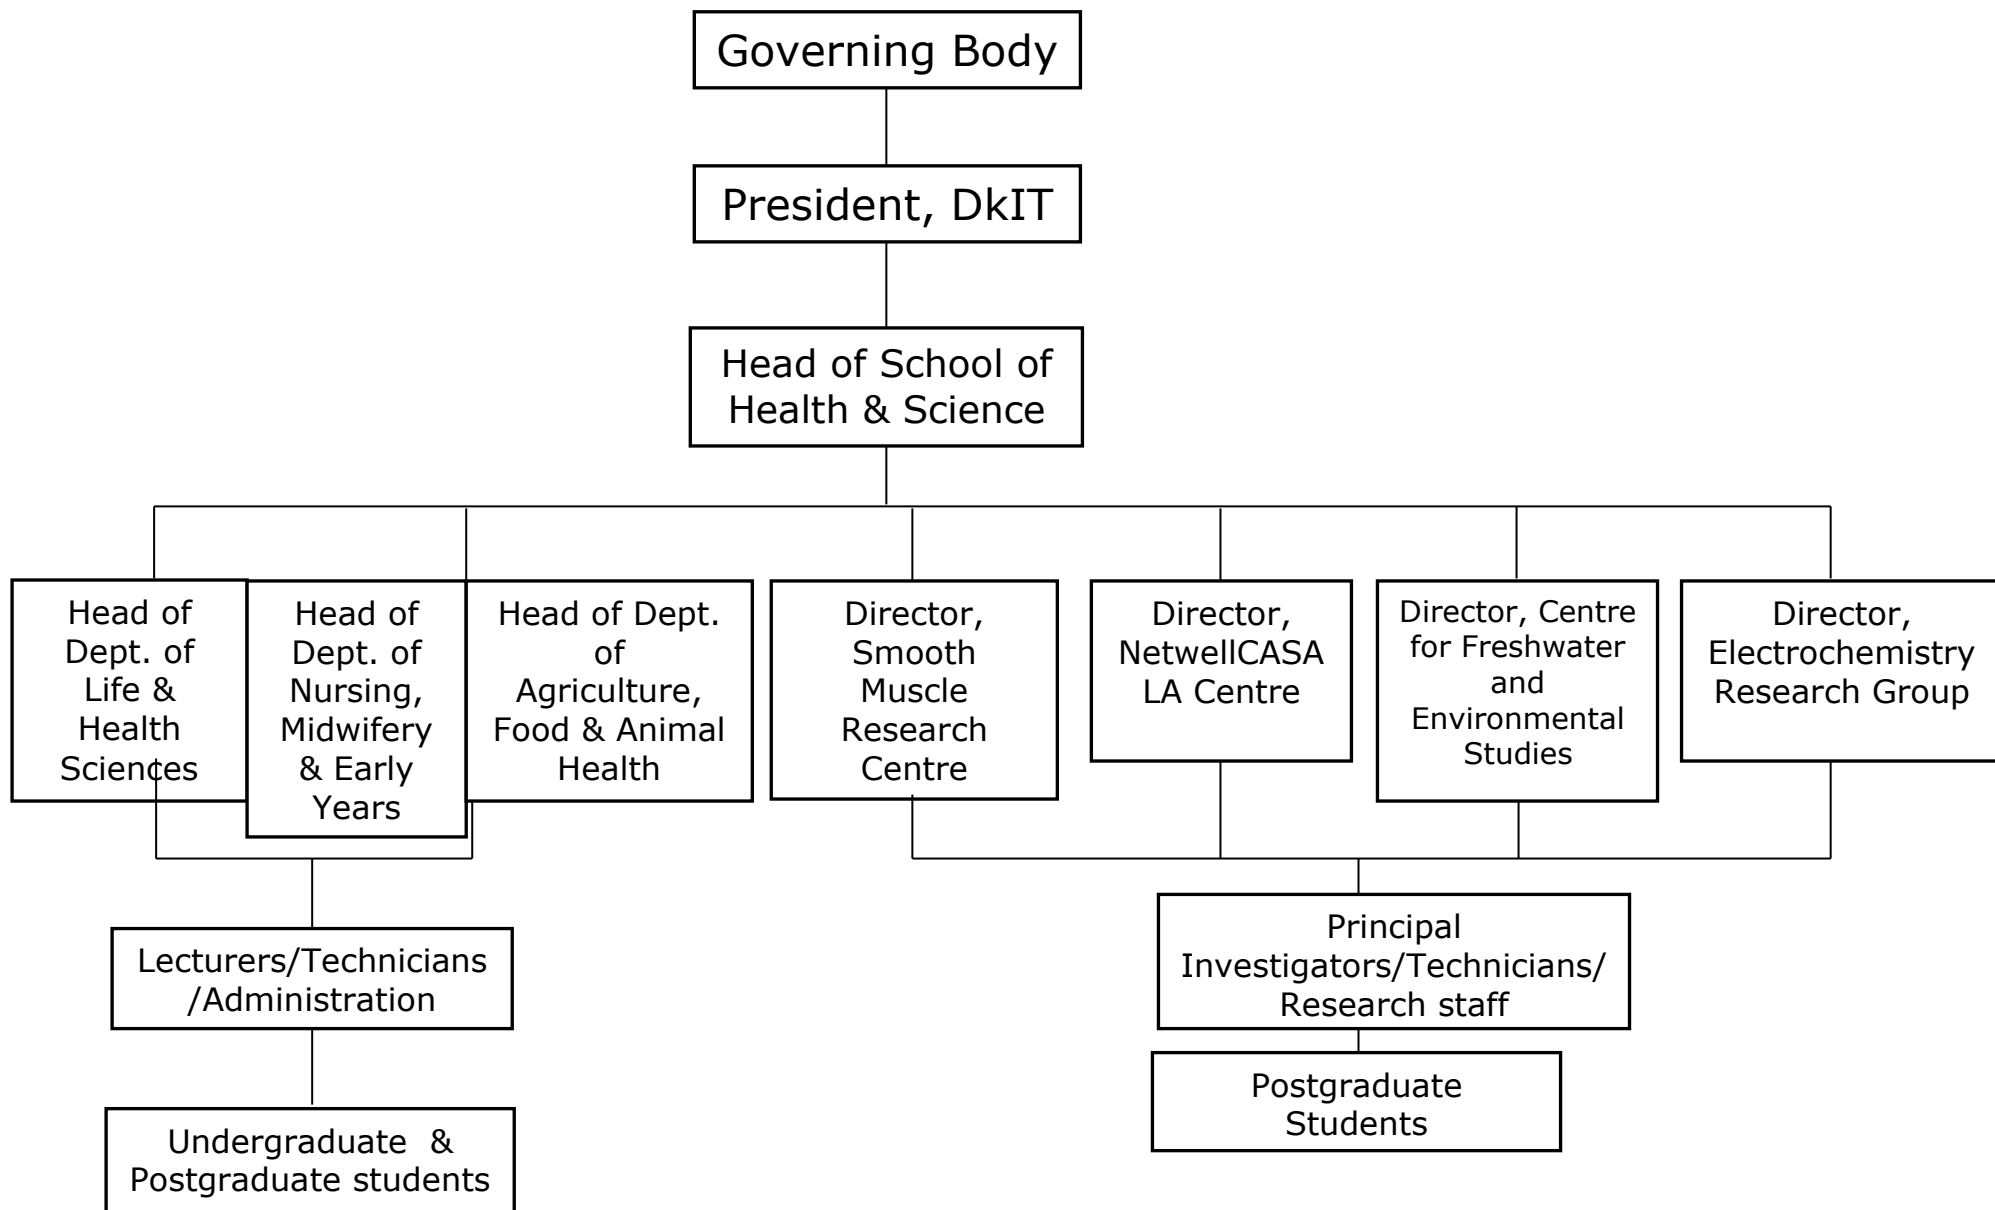 Governing Body
President, DkIT
Head of School of
Health & Science
Head of
Dept. of
Life &
Health
Sciences
Head of
Dept. of
Nursing,
Midwifery
& Early
Years
Head of Dept.
of
Agriculture,
Food & Animal
Health
Director,
Smooth
Muscle
Research
Centre
Director,
NetwellCASA
LA Centre
Director, Centre
for Freshwater
and
Environmental
Studies
Director,
Electrochemistry
Research Group
Lecturers/Technicians
/Administration
Undergraduate & 
Postgraduate students
Principal
Investigators/Technicians/
Research staff
Postgraduate
Students